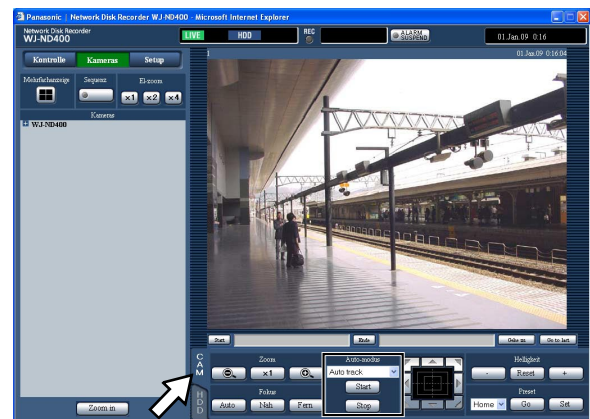 Panasonic | Network Disk Recorder WJ-ND400 - Microsoft Internet Explorer
Network Disk Recorder
WJ-ND400
LIVE HDD REC ALARM SUSPEND 01.Jan.09 0:16
Kontrolle Kameras Setup
01.Jan.09 0:16:04
Mehrfachanzeige Sequenz El-zoom
x1 x2 x4
Kameras
WJ-ND400
Start Ende Gehe zu Go to last
CAM
HDD
Zoom Auto-modus Helligkeit
x1 Auto track - Reset +
Fokus Start Preset
Auto Nah Fern Stop Home Go Set
Zoom in